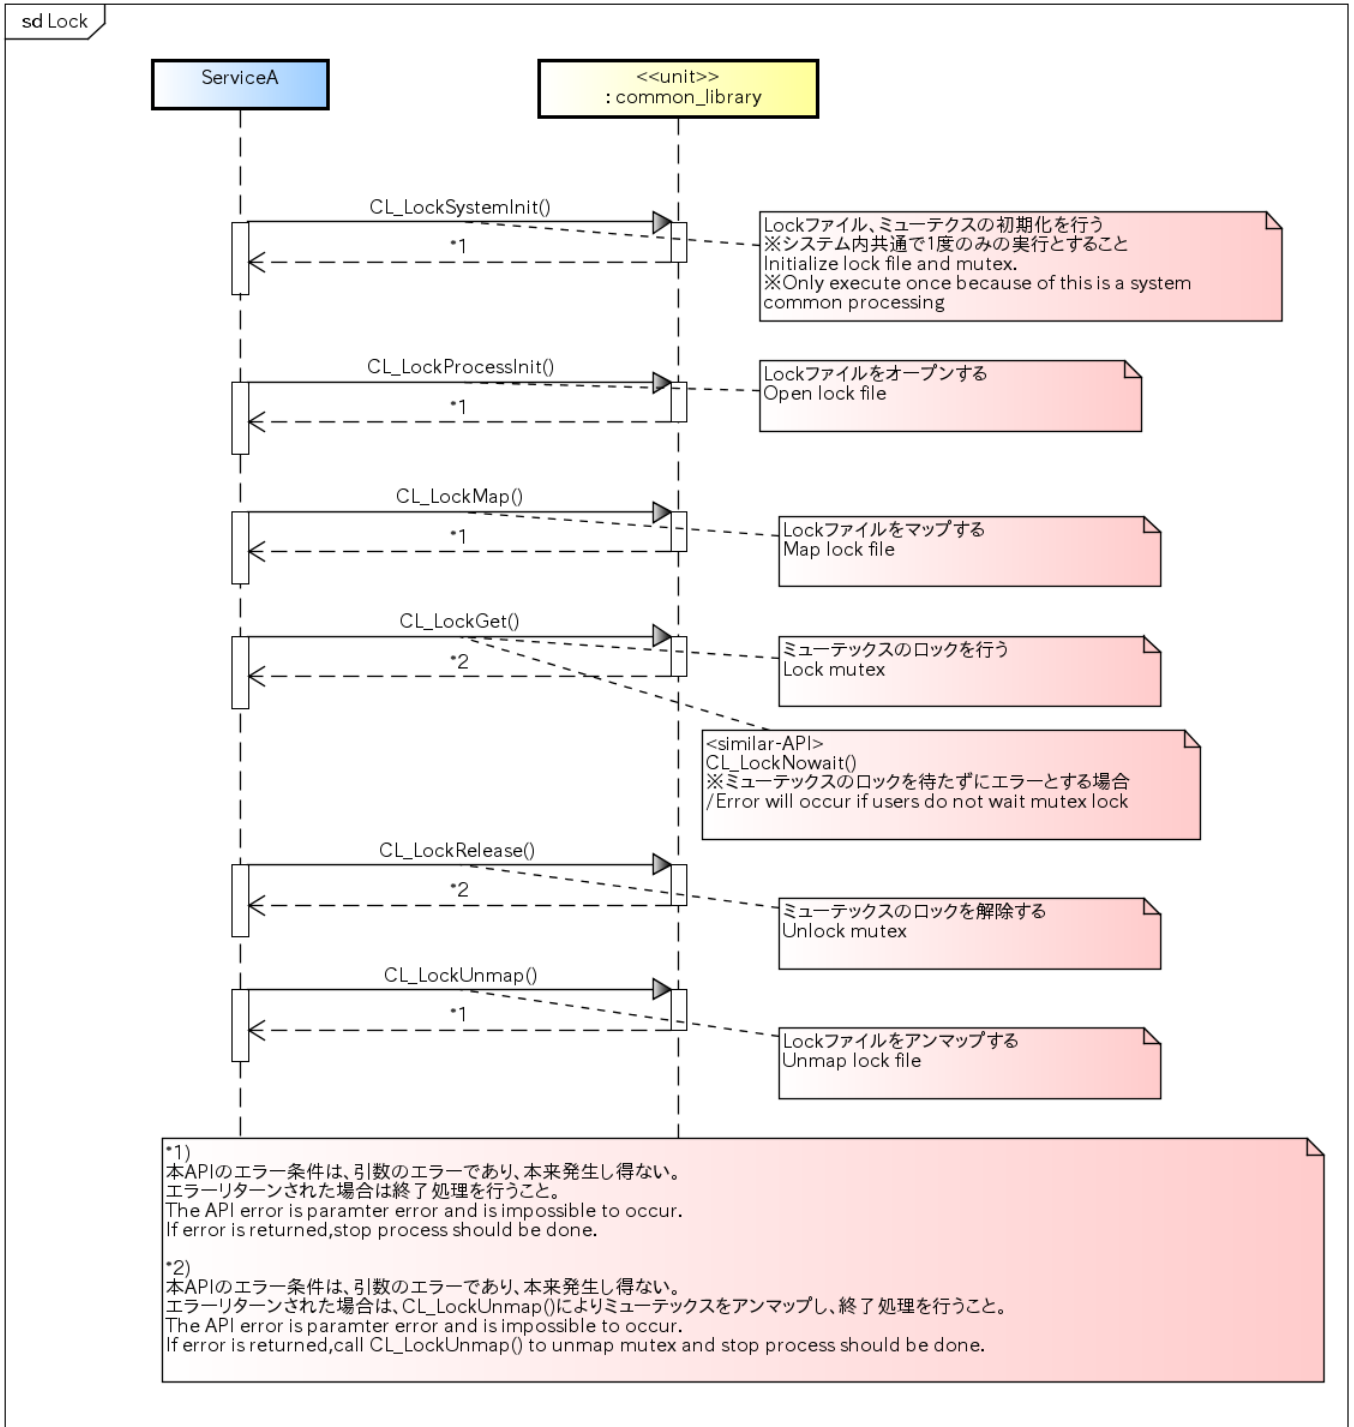 sd Lock
ServiceA
<<unit>>
: common_library
CL_LockSystemInit()
*1
Lockファイル、ミューテクスの初期化を行う
※システム内共通で1度のみの実行とすること
Initialize lock file and mutex.
※Only execute once because of this is a system
common processing
CL_LockProcessInit()
*1
Lockファイルをオープンする
Open lock file
CL_LockMap()
*1
Lockファイルをマップする
Map lock file
CL_LockGet()
*2
ミューテックスのロックを行う
Lock mutex
<similar-API>
CL_LockNowait()
※ミューテックスのロックを待たずにエラーとする場合
/Error will occur if users do not wait mutex lock
CL_LockRelease()
*2
ミューテックスのロックを解除する
Unlock mutex
CL_LockUnmap()
*1
Lockファイルをアンマップする
Unmap lock file
*1)
本APIのエラー条件は、引数のエラーであり、本来発生し得ない。
エラーリターンされた場合は終了処理を行うこと。
The API error is paramter error and is impossible to occur.
If error is returned,stop process should be done.
*2)
本APIのエラー条件は、引数のエラーであり、本来発生し得ない。
エラーリターンされた場合は、CL_LockUnmap()によりミューテックスをアンマップし、終了処理を行うこと。
The API error is paramter error and is impossible to occur.
If error is returned,call CL_LockUnmap() to unmap mutex and stop process should be done.